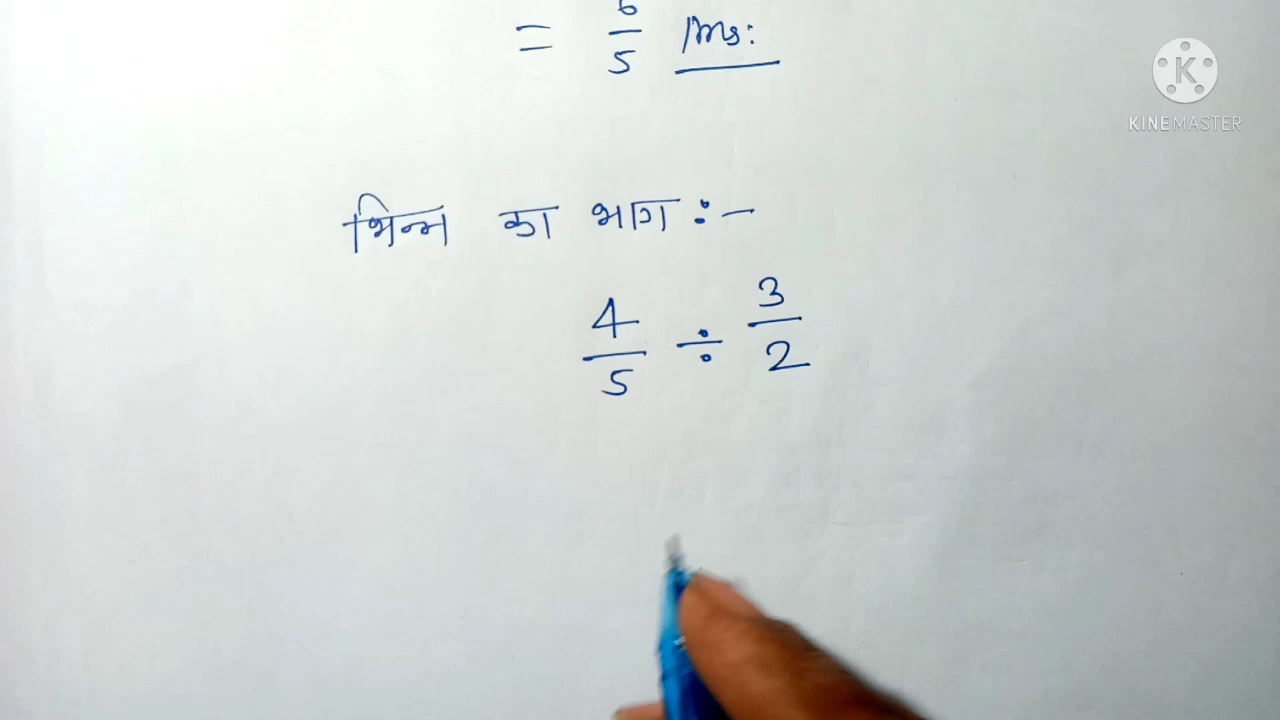 = 6/5 Ans:
K
KINEMASTER
भिन्न का भाग :-
4/5 ÷ 3/2